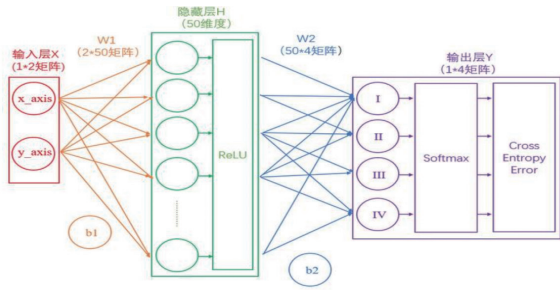 输入层X
(1*2矩阵)
x_axis
y_axis
W1
(2*50矩阵)
b1
隐藏层H
(50维度)
ReLU
W2
(50*4矩阵)
b2
输出层Y
(1*4矩阵)
I
II
III
IV
Softmax
Cross
Entropy
Error